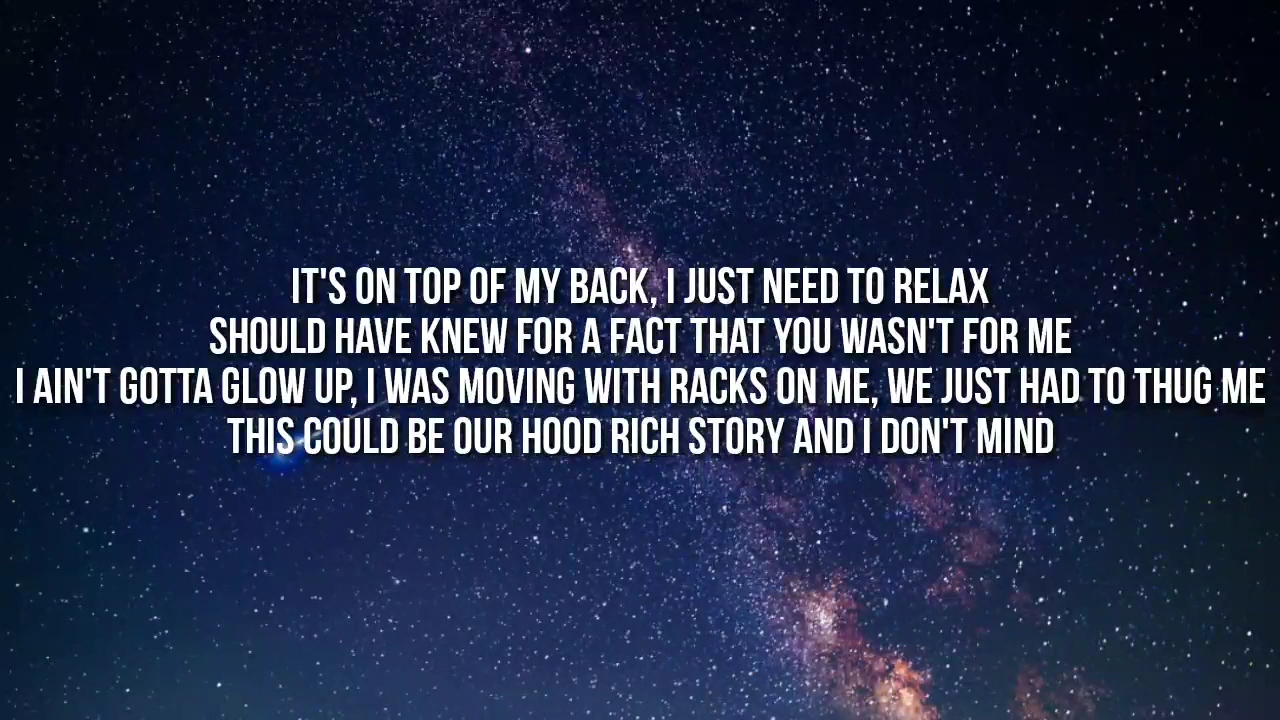 IT'S ON TOP OF MY BACK, I JUST NEED TO RELAX
SHOULD HAVE KNEW FOR A FACT THAT YOU WASN'T FOR ME
I AIN'T GOTTA GLOW UP, I WAS MOVING WITH RACKS ON ME, WE JUST HAD TO THUG ME
THIS COULD BE OUR HOOD RICH STORY AND I DON'T MIND